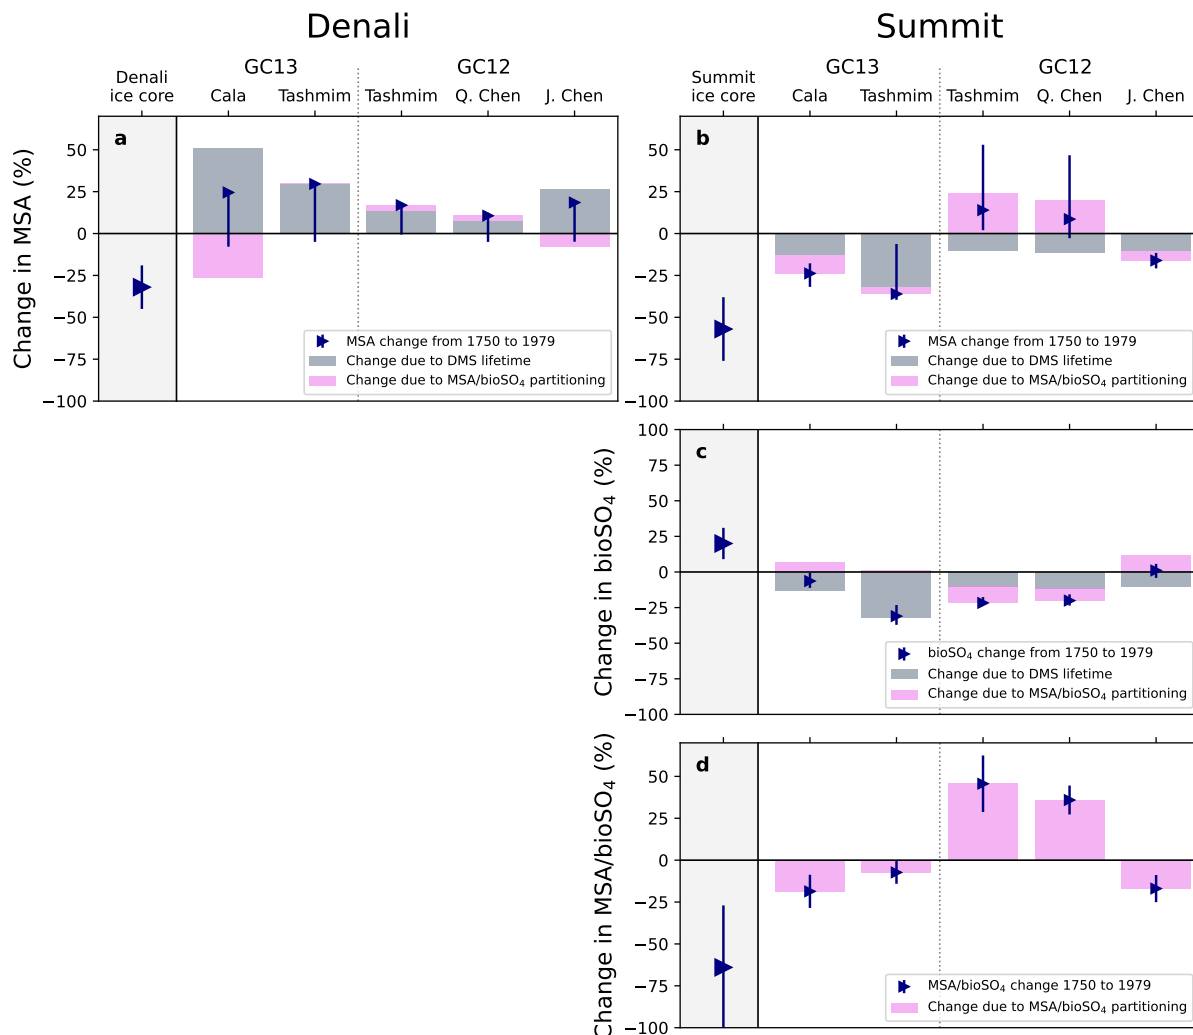 Denali
Summit
Denali
ice core
GC13
GC12
Cala
Tashmim
Tashmim
Q. Chen
J. Chen
Summit
ice core
GC13
GC12
Cala
Tashmim
Tashmim
Q. Chen
J. Chen
Change in MSA (%)
50
25
0
−25
−50
−75
−100
a
MSA change from 1750 to 1979
Change due to DMS lifetime
Change due to MSA/bioSO₄ partitioning
50
25
0
−25
−50
−75
−100
b
MSA change from 1750 to 1979
Change due to DMS lifetime
Change due to MSA/bioSO₄ partitioning
Change in bioSO₄ (%)
100
75
50
25
0
−25
−50
−75
−100
c
bioSO₄ change from 1750 to 1979
Change due to DMS lifetime
Change due to MSA/bioSO₄ partitioning
Change in MSA/bioSO₄ (%)
50
25
0
−25
−50
−75
−100
d
MSA/bioSO₄ change 1750 to 1979
Change due to MSA/bioSO₄ partitioning